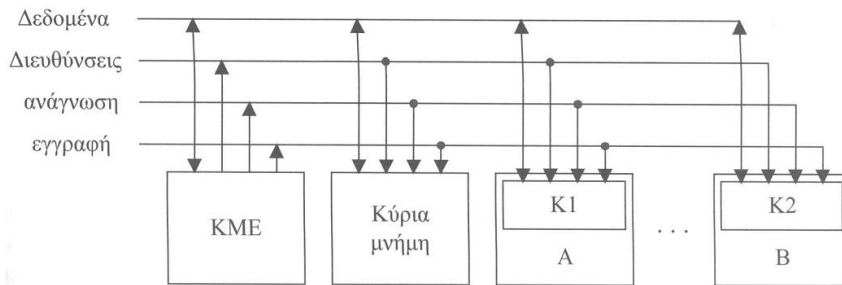 Δεδομένα
Διευθύνσεις
ανάγνωση
εγγραφή
ΚΜΕ
Κύρια
μνήμη
Κ1
Α
. . .
Κ2
Β